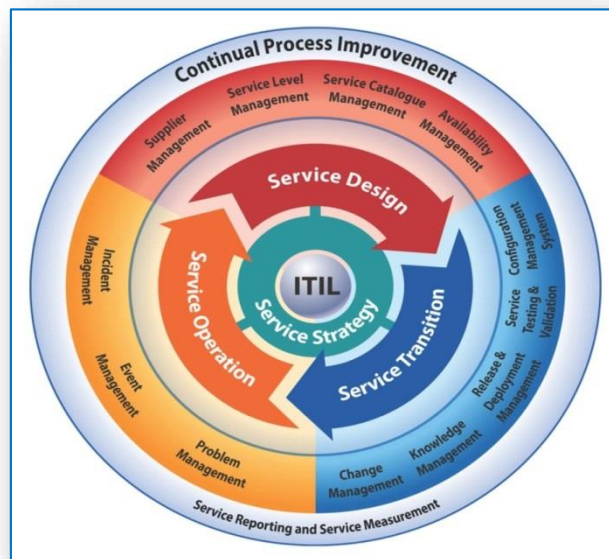 Continual Process Improvement
Supplier
Management
Service Level
Management
Service Catalogue
Management
Availability
Management
Configuration
Management
System
Service
Testing &
Validation
Release &
Deployment
Management
Knowledge
Management
Change
Management
Problem
Management
Event
Management
Incident
Management
Service Design
Service Transition
Service Operation
Service Strategy
ITIL
Service Reporting and Service Measurement